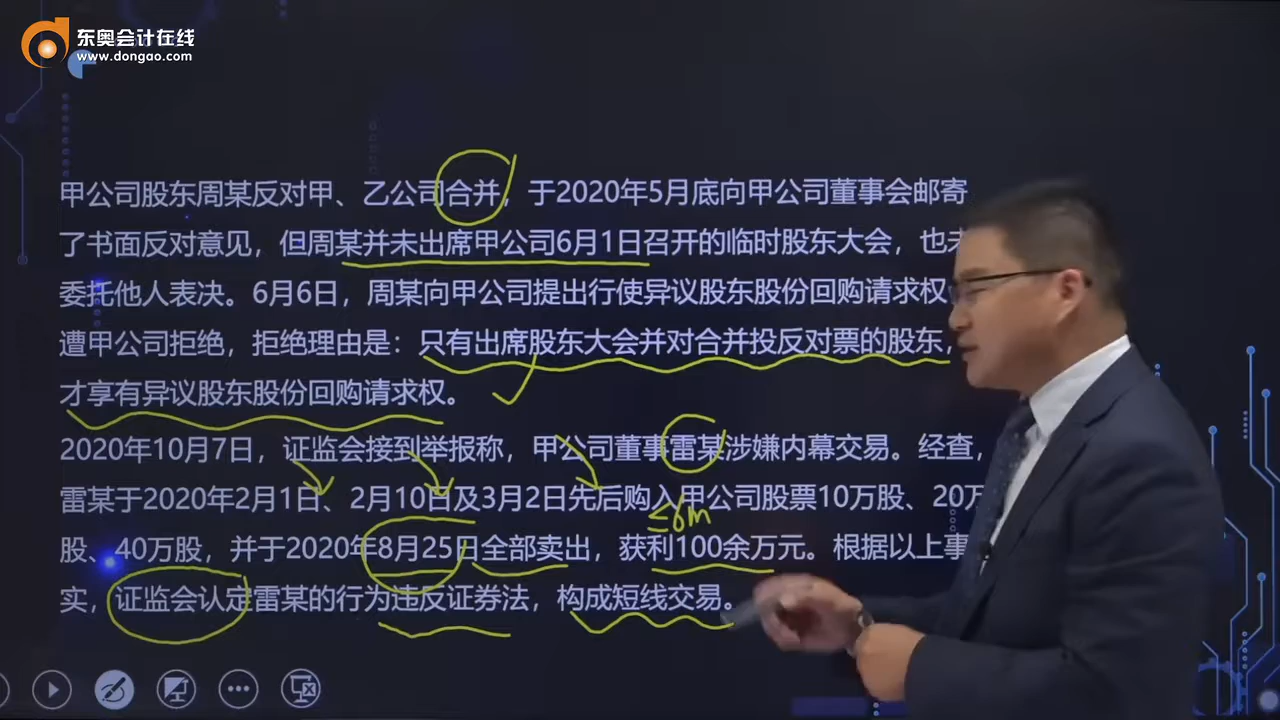 东奥会计在线
www.dongao.com
甲公司股东周某反对甲、乙公司合并，于2020年5月底向甲公司董事会邮寄
了书面反对意见，但周某并未出席甲公司6月1日召开的临时股东大会，也未
委托他人表决。6月6日，周某向甲公司提出行使异议股东股份回购请求权
遭甲公司拒绝，拒绝理由是：只有出席股东大会并对合并投反对票的股东，
才享有异议股东股份回购请求权。
2020年10月7日，证监会接到举报称，甲公司董事雷某涉嫌内幕交易。经查，
雷某于2020年2月1日、2月10日及3月2日先后购入甲公司股票10万股、20万
≤6m
股、40万股，并于2020年8月25日全部卖出，获利100余万元。根据以上事
实，证监会认定雷某的行为违反证券法，构成短线交易。